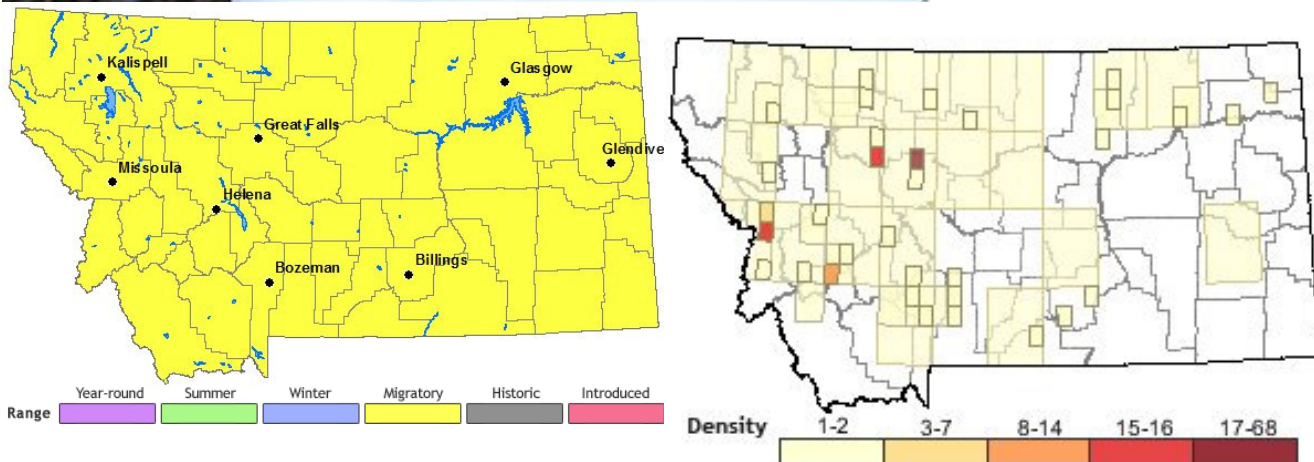 Kalispell
Glasgow
Great Falls
Glendive
Missoula
Helena
Bozeman
Billings
Year-round Summer Winter Migratory Historic Introduced
Range
Density 1-2 3-7 8-14 15-16 17-68